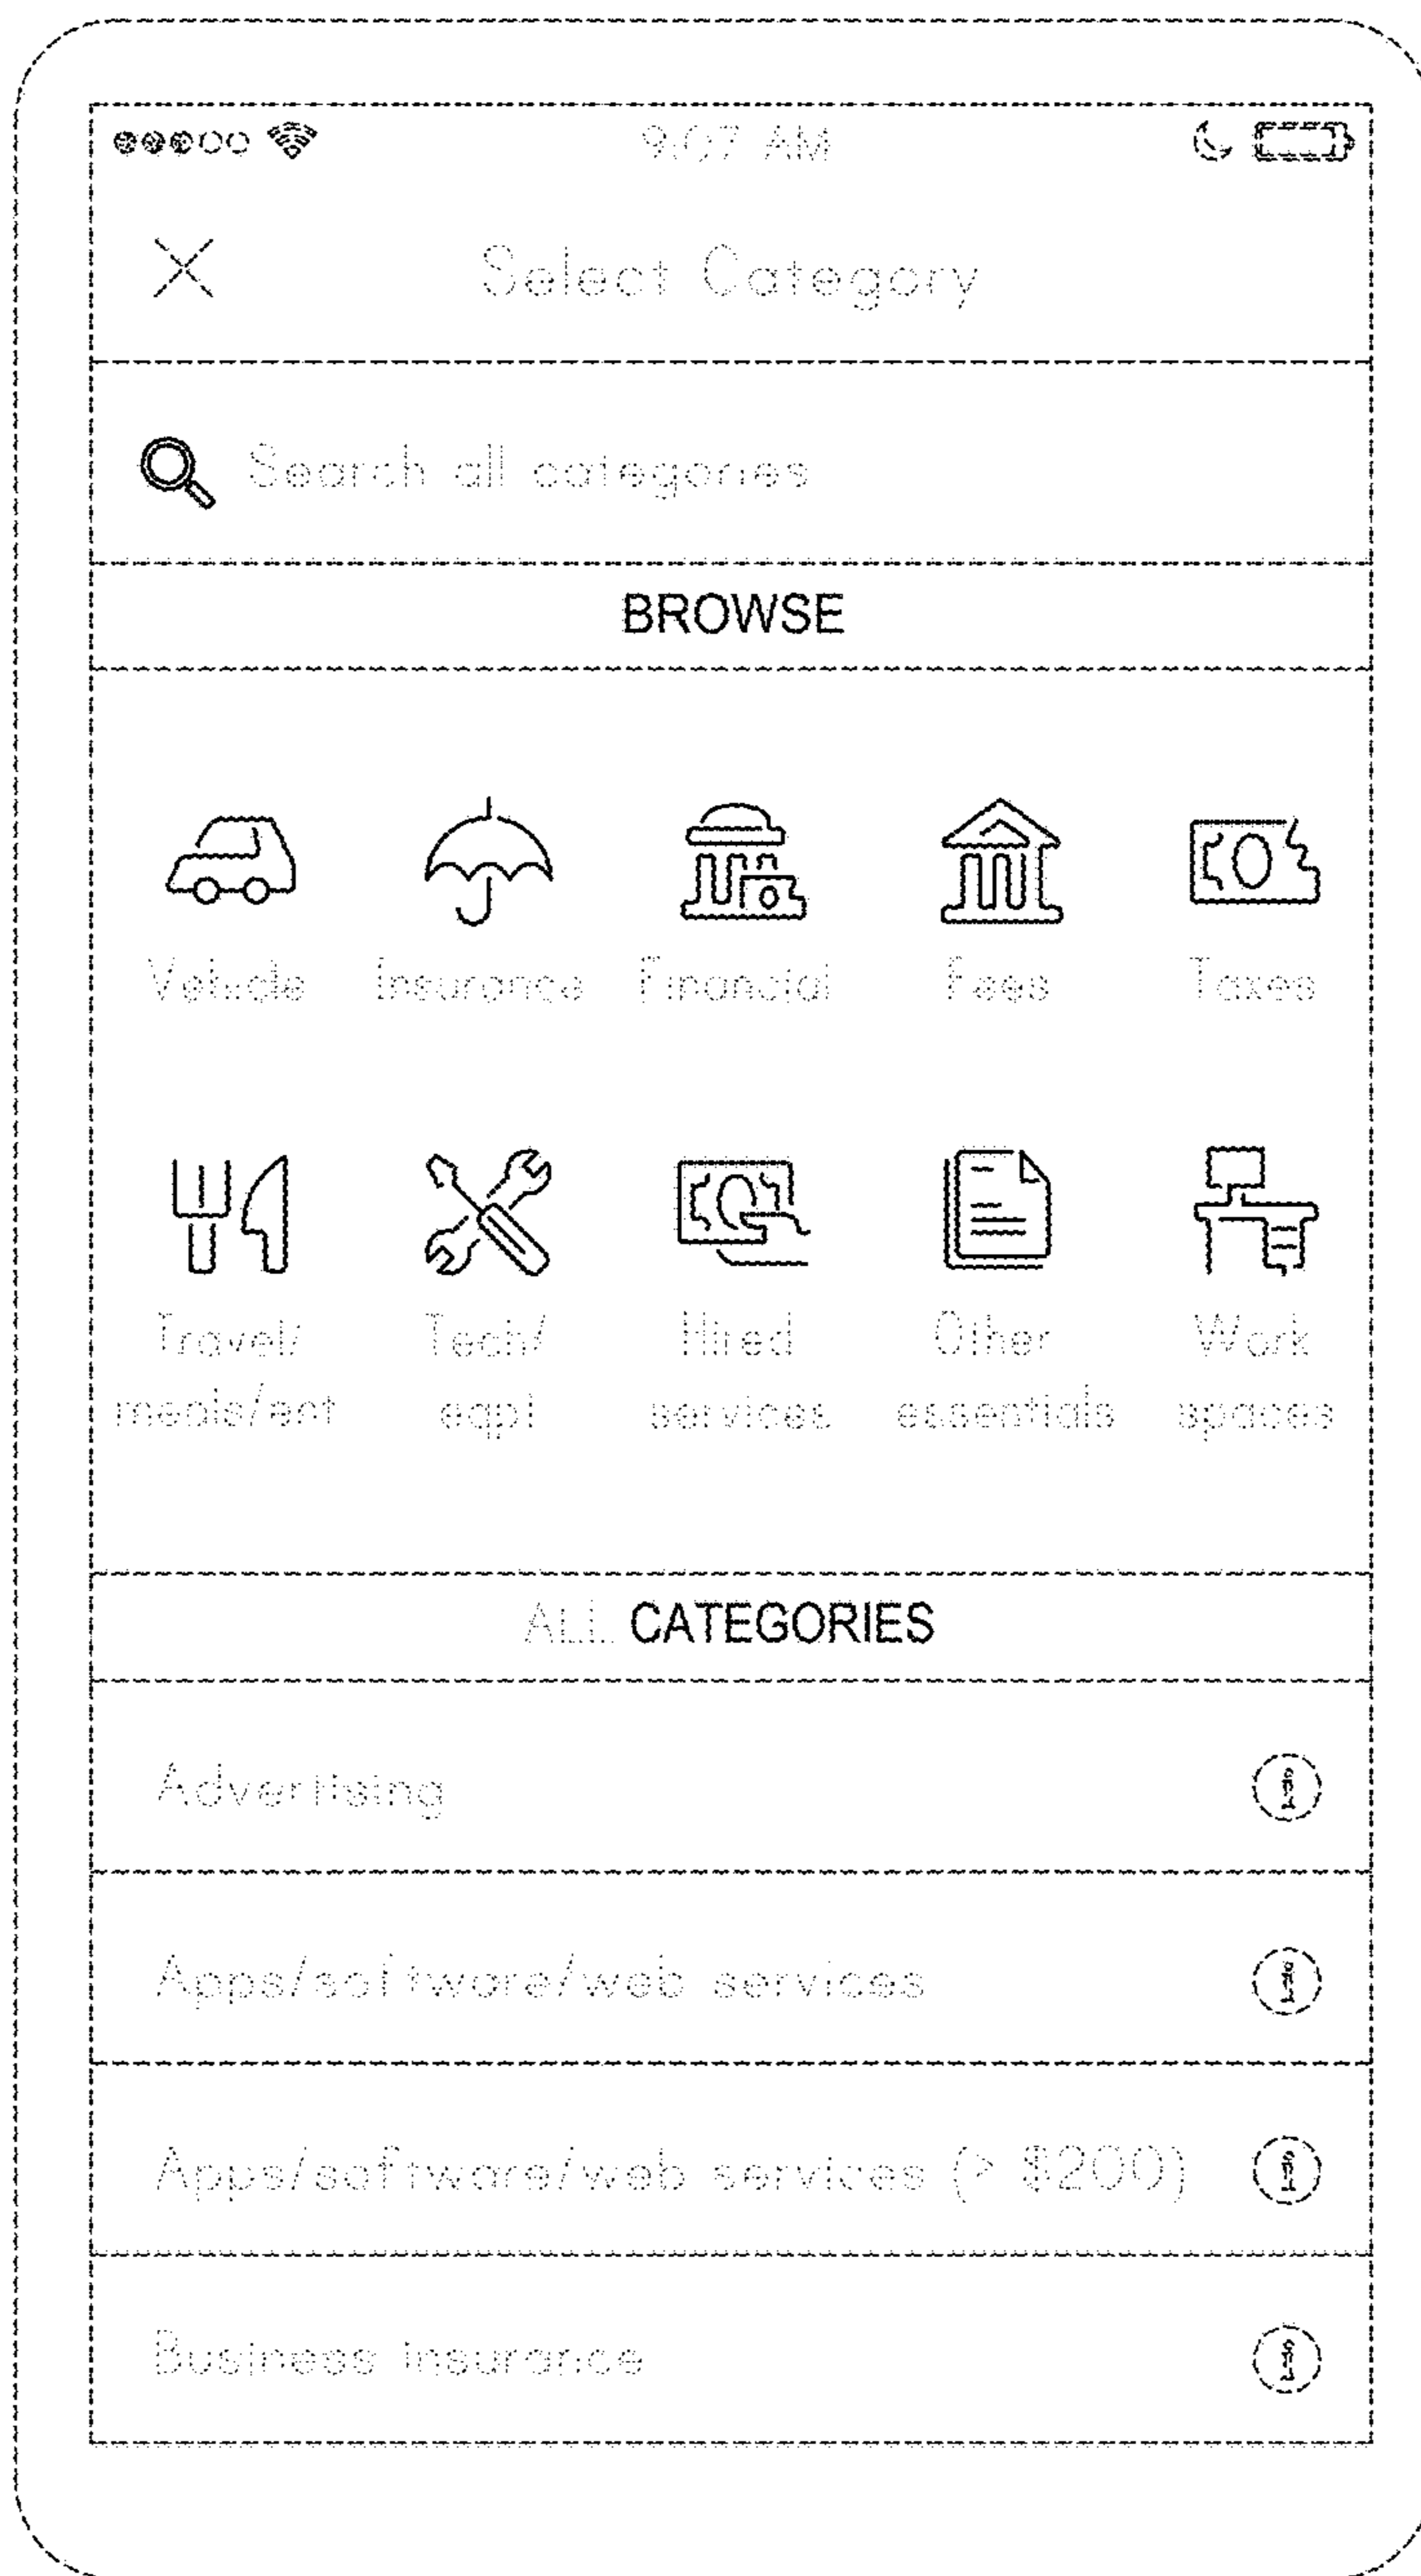 9:07 AM
Select Category
Search all categories
BROWSE
Vehicle Insurance Financial Fees Taxes
Travel/ Tech/ Hired Other Work
meals/ent eqpt services essentials spaces
ALL CATEGORIES
Advertising
Apps/software/web services
Apps/software/web services (> $200)
Business insurance